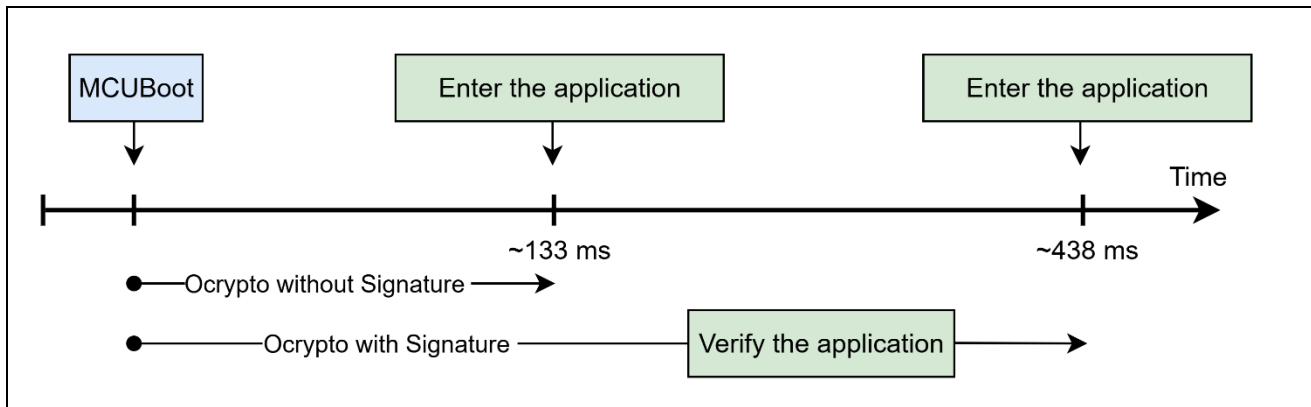 MCUBoot
Enter the application
Enter the application
Time
~133 ms
~438 ms
Ocrypto without Signature
Ocrypto with Signature
Verify the application